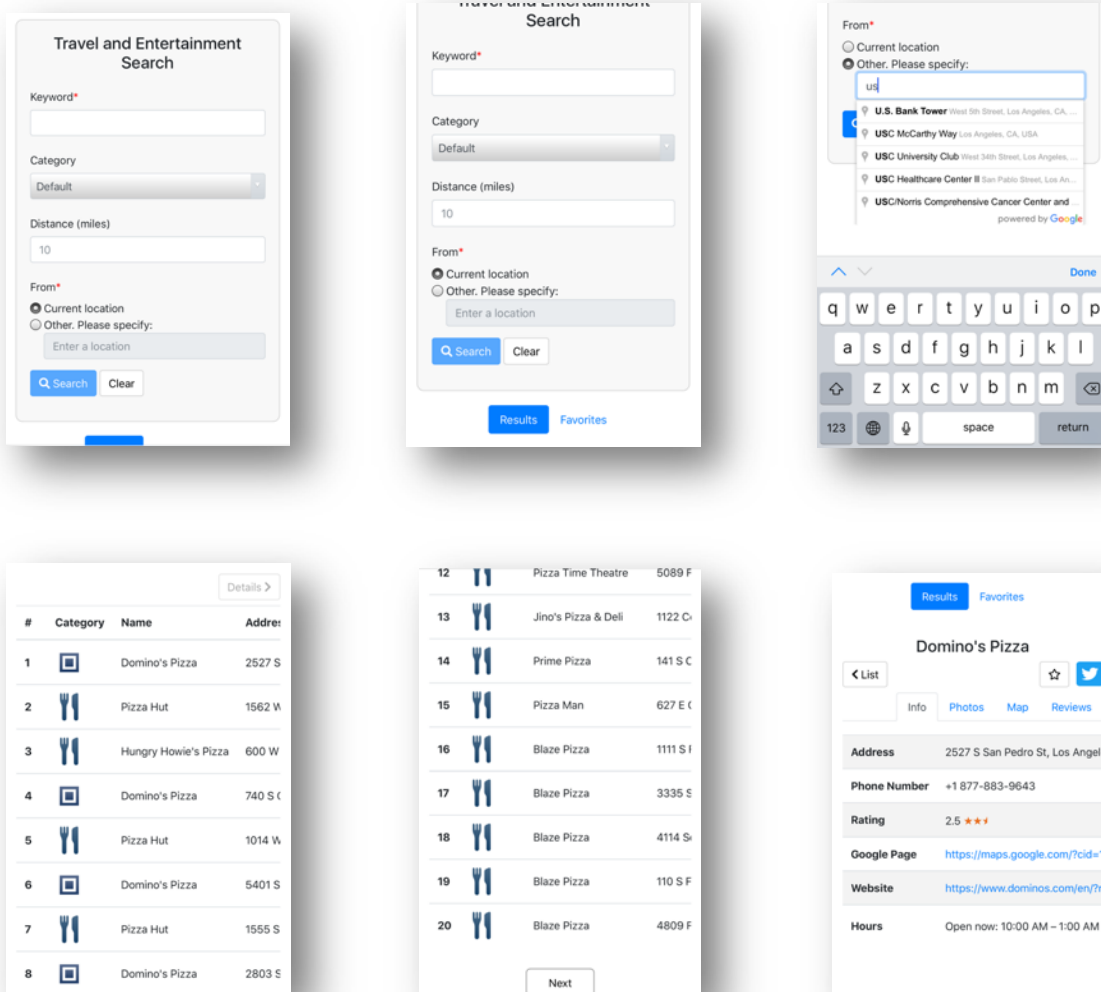 Travel and Entertainment
Search
Keyword*
Category
Default
Distance (miles)
10
From*
Current location
Other. Please specify:
Enter a location
Search Clear
Travel and Entertainment
Search
Keyword*
Category
Default
Distance (miles)
10
From*
Current location
Other. Please specify:
Enter a location
Search Clear
Results Favorites
From*
Current location
Other. Please specify:
us
U.S. Bank Tower West 5th Street, Los Angeles, CA, ...
USC McCarthy Way Los Angeles, CA, USA
USC University Club West 34th Street, Los Angeles, ...
USC Healthcare Center II San Pablo Street, Los An...
USC/Norris Comprehensive Cancer Center and ...
powered by Google
Done
q w e r t y u i o p
a s d f g h j k l
z x c v b n m
123 space return
Details
# Category Name Addres
1 Domino's Pizza 2527 S
2 Pizza Hut 1562 W
3 Hungry Howie's Pizza 600 W
4 Domino's Pizza 740 S
5 Pizza Hut 1014 W
6 Domino's Pizza 5401 S
7 Pizza Hut 1555 S
8 Domino's Pizza 2803 S
12 Pizza Time Theatre 5089
13 Jino's Pizza & Deli 1122
14 Prime Pizza 141 S
15 Pizza Man 627 E
16 Blaze Pizza 1111 S
17 Blaze Pizza 3335 S
18 Blaze Pizza 4114
19 Blaze Pizza 110 S
20 Blaze Pizza 4809
Next
Results Favorites
Domino's Pizza
List
Info Photos Map Reviews
Address 2527 S San Pedro St, Los Angel
Phone Number +1 877-883-9643
Rating 2.5
Google Page https://maps.google.com/?cid=
Website https://www.dominos.com/en/?
Hours Open now: 10:00 AM – 1:00 AM